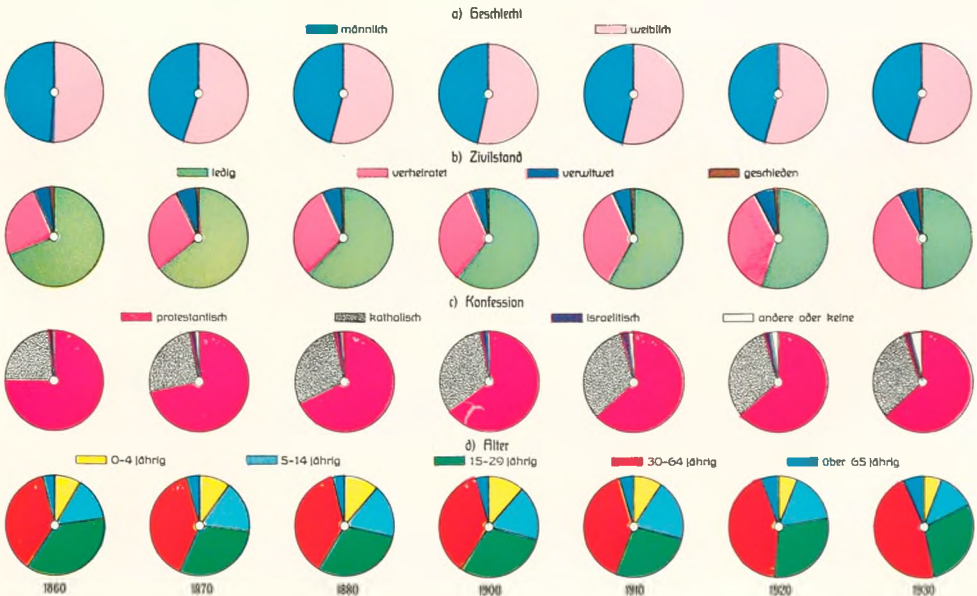 a) Geschlecht
männlich weiblich
b) Zivilstand
ledig verheiratet verwitwet geschieden
c) Konfession
protestantisch katholisch israelitisch andere oder keine
d) Alter
0-4 jährig 5-14 jährig 15-29 jährig 30-64 jährig über 65 jährig
1860 1870 1880 1900 1910 1920 1930